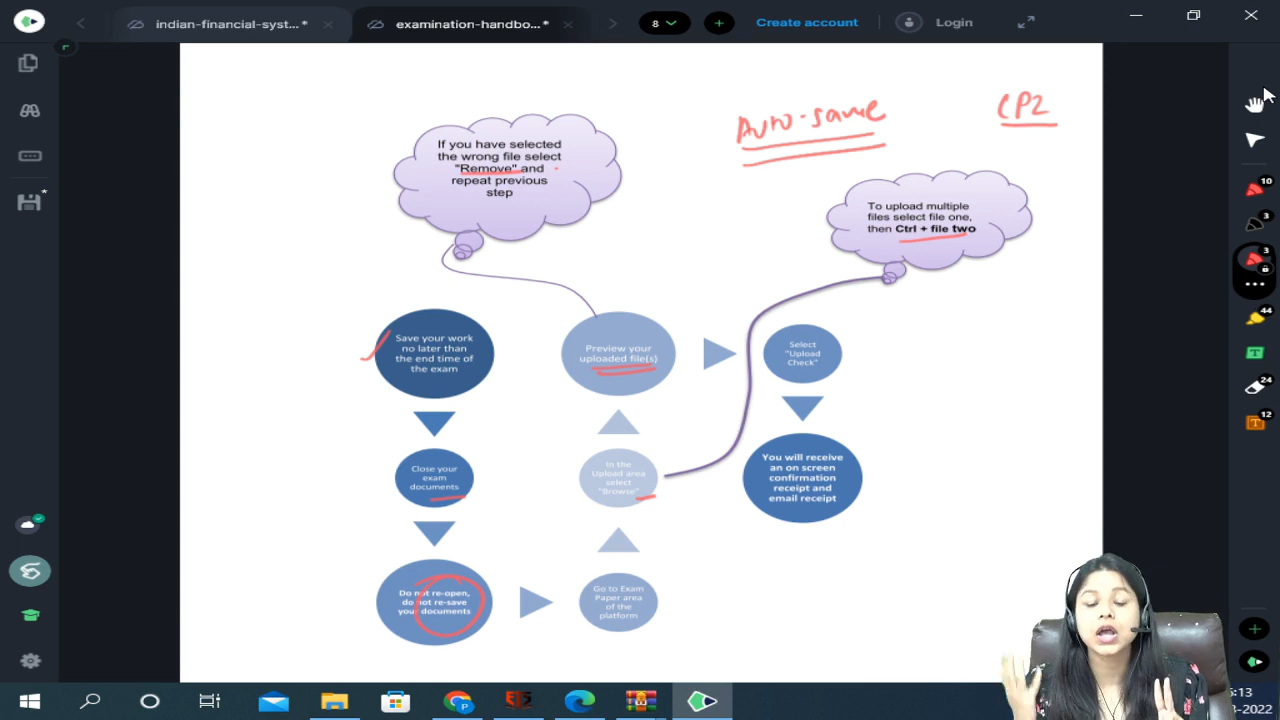 indian-financial-syst...*
examination-handbo...*
8
Create account
Login
Auto-save
CP2
If you have selected
the wrong file select
"Remove" and
repeat previous
step
To upload multiple
files select file one,
then Ctrl + file two
Save your work
no later than
the end time of
the exam
Preview your
uploaded file(s)
Select
"Upload
Check"
Close your
exam
documents
In the
Upload area
select
"Browse"
You will receive
an on screen
confirmation
receipt and
email receipt
Do not re-open,
do not re-save
your documents
Go to Exam
Paper area
of the
platform
10
3
3
44
24
12
:13
-2022